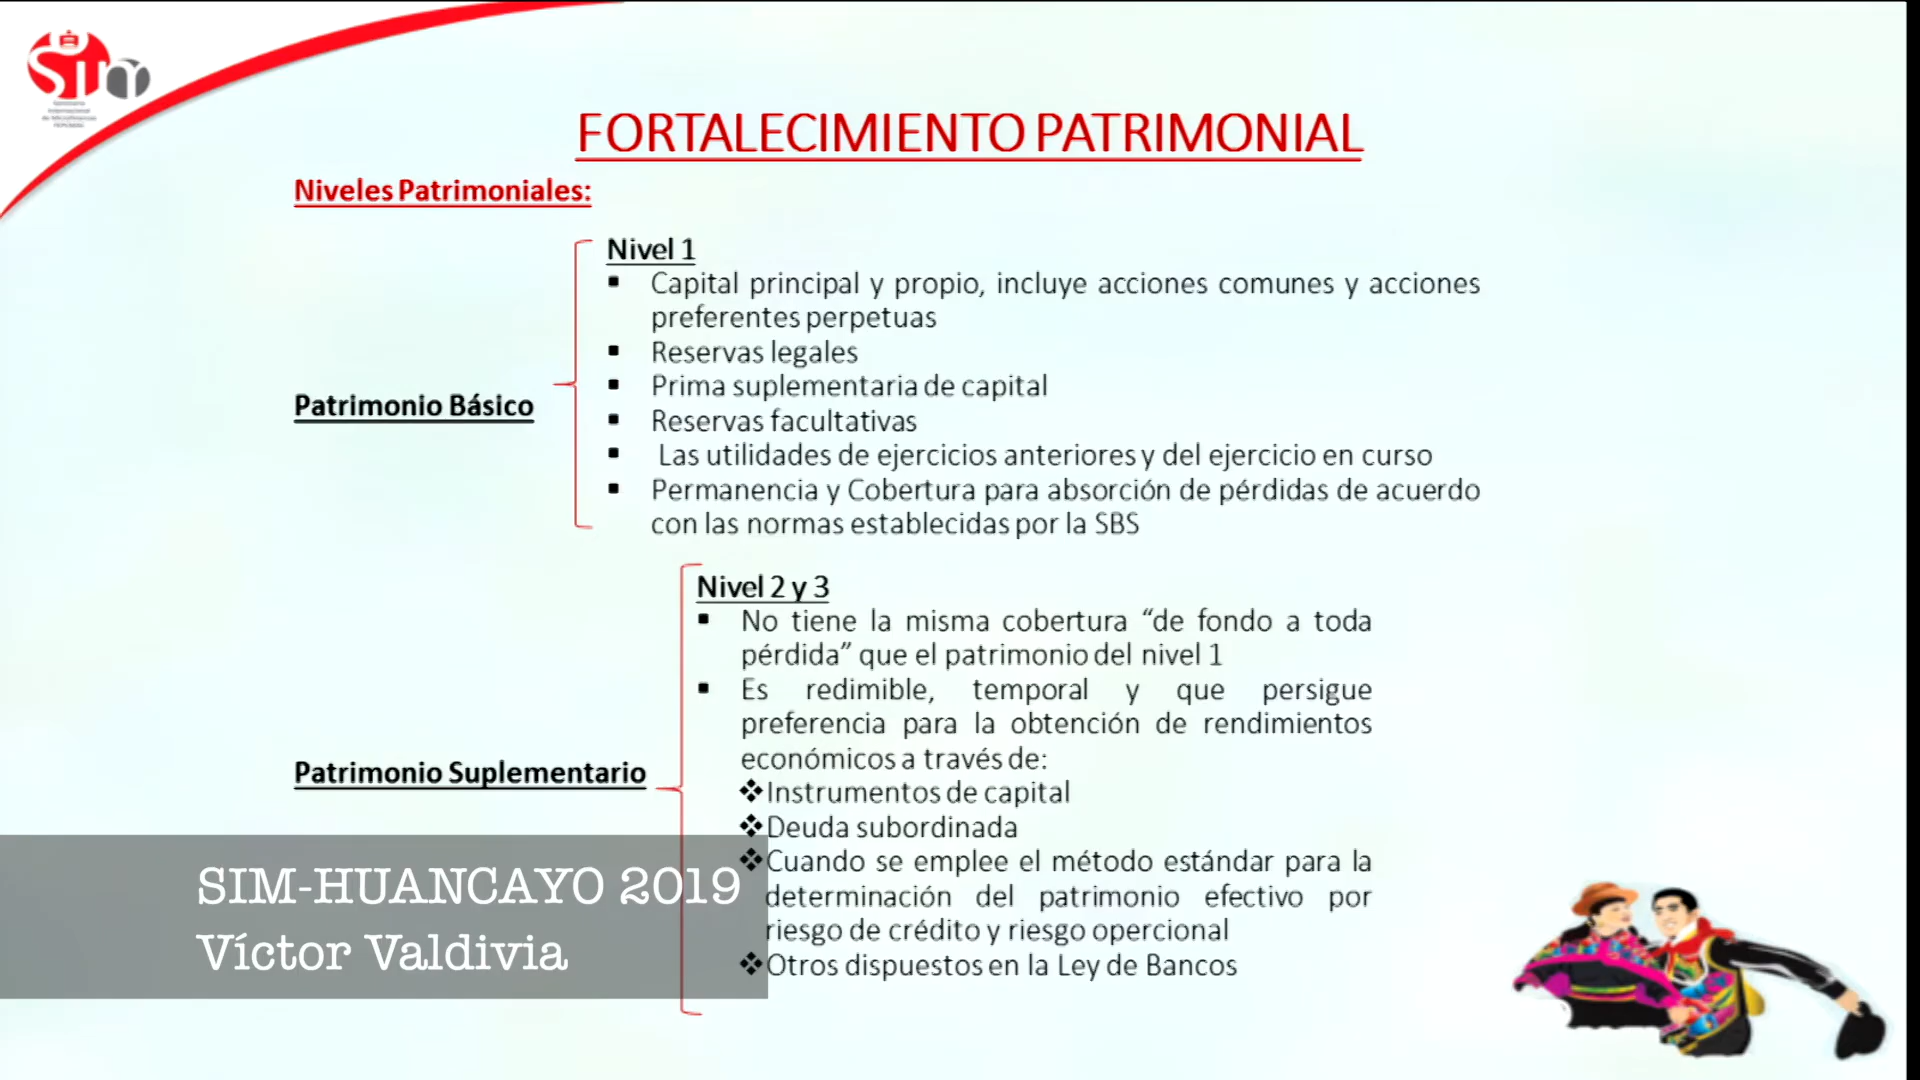 Sim
Seminario
Internacional
de Microfinanzas
FORTALECIMIENTO PATRIMONIAL
Niveles Patrimoniales:
Nivel 1
▪ Capital principal y propio, incluye acciones comunes y acciones
preferentes perpetuas
▪ Reservas legales
▪ Prima suplementaria de capital
▪ Reservas facultativas
▪ Las utilidades de ejercicios anteriores y del ejercicio en curso
▪ Permanencia y Cobertura para absorción de pérdidas de acuerdo
con las normas establecidas por la SBS
Patrimonio Básico
Nivel 2 y 3
▪ No tiene la misma cobertura “de fondo a toda
pérdida” que el patrimonio del nivel 1
▪ Es redimible, temporal y que persigue
preferencia para la obtención de rendimientos
económicos a través de:
❖Instrumentos de capital
❖Deuda subordinada
❖Cuando se emplee el método estándar para la
determinación del patrimonio efectivo por
riesgo de crédito y riesgo opercional
❖Otros dispuestos en la Ley de Bancos
Patrimonio Suplementario
SIM-HUANCAYO 2019
Víctor Valdivia